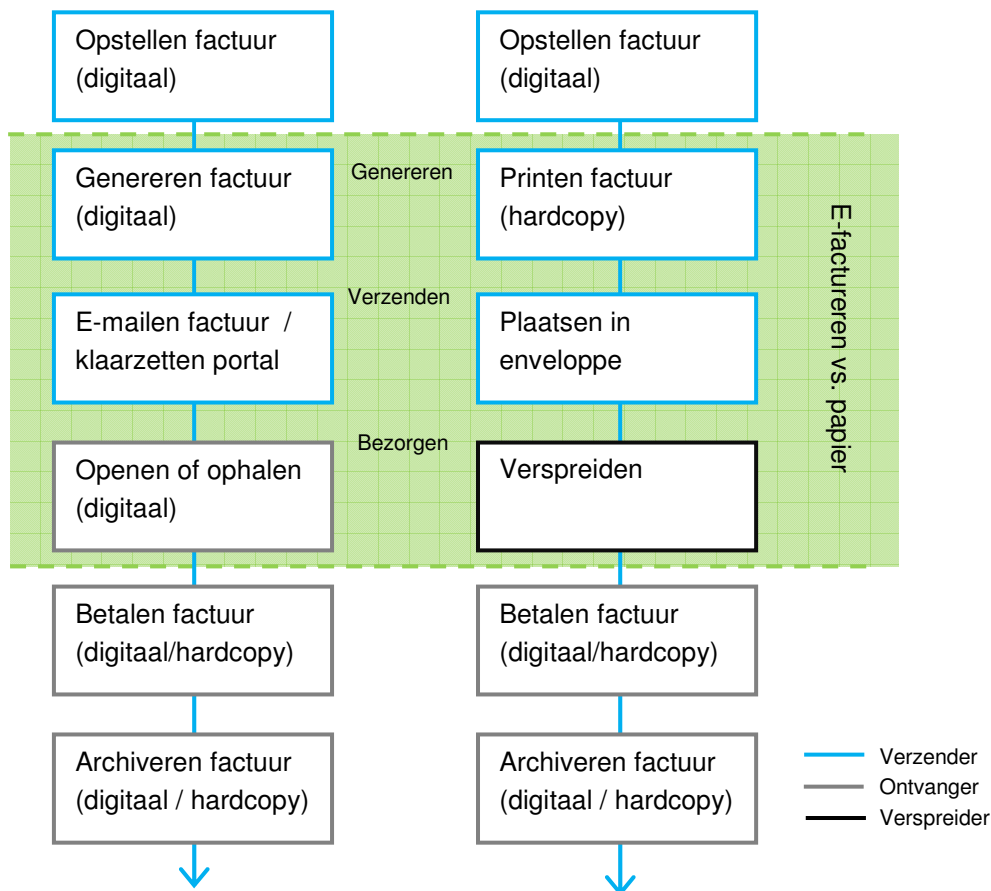 Opstellen factuur
(digitaal)
Opstellen factuur
(digitaal)
Genereren factuur
(digitaal)
Genereren
Printen factuur
(hardcopy)
E-mailen factuur /
klaarzetten portal
Verzenden
Plaatsen in
enveloppe
Openen of ophalen
(digitaal)
Bezorgen
Verspreiden
E-factureren vs. papier
Betalen factuur
(digitaal/hardcopy)
Betalen factuur
(digitaal/hardcopy)
Archiveren factuur
(digitaal / hardcopy)
Archiveren factuur
(digitaal / hardcopy)
Verzender
Ontvanger
Verspreider